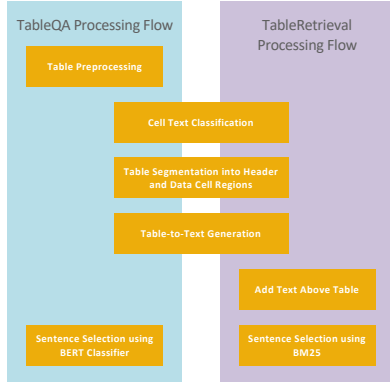 TableQA Processing Flow
TableRetrieval
Processing Flow
Table Preprocessing
Cell Text Classification
Table Segmentation into Header
and Data Cell Regions
Table-to-Text Generation
Add Text Above Table
Sentence Selection using
BERT Classifier
Sentence Selection using
BM25